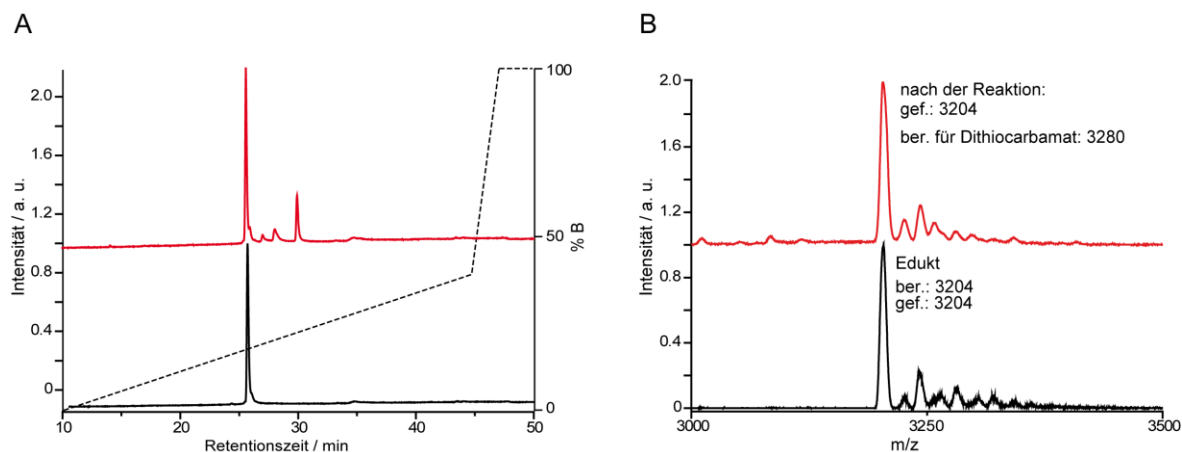 A
B
2.0
1.6
1.2
0.8
0.4
0
Intensität / a. u.
100
50
0
% B
10
20
30
40
50
Retentionszeit / min
2.0
1.6
1.2
0.8
0.4
0
Intensität / a. u.
nach der Reaktion:
gef.: 3204
ber. für Dithiocarbamat: 3280
Edukt
ber.: 3204
gef.: 3204
3000
3250
3500
m/z